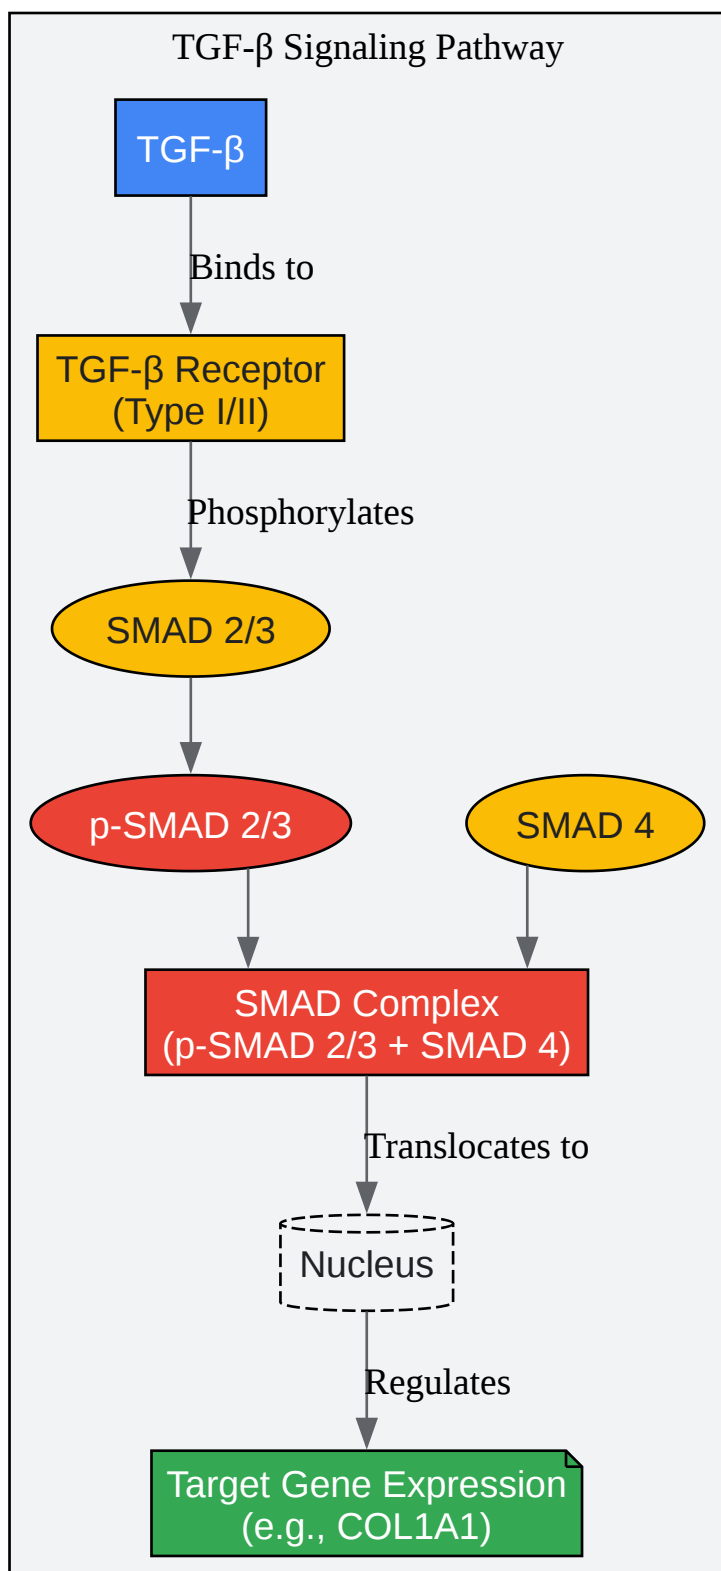 TGF-β Signaling Pathway
TGF-β
Binds to
TGF-β Receptor
(Type I/II)
Phosphorylates
SMAD 2/3
p-SMAD 2/3
SMAD 4
SMAD Complex
(p-SMAD 2/3 + SMAD 4)
Translocates to
Nucleus
Regulates
Target Gene Expression
(e.g., COL1A1)